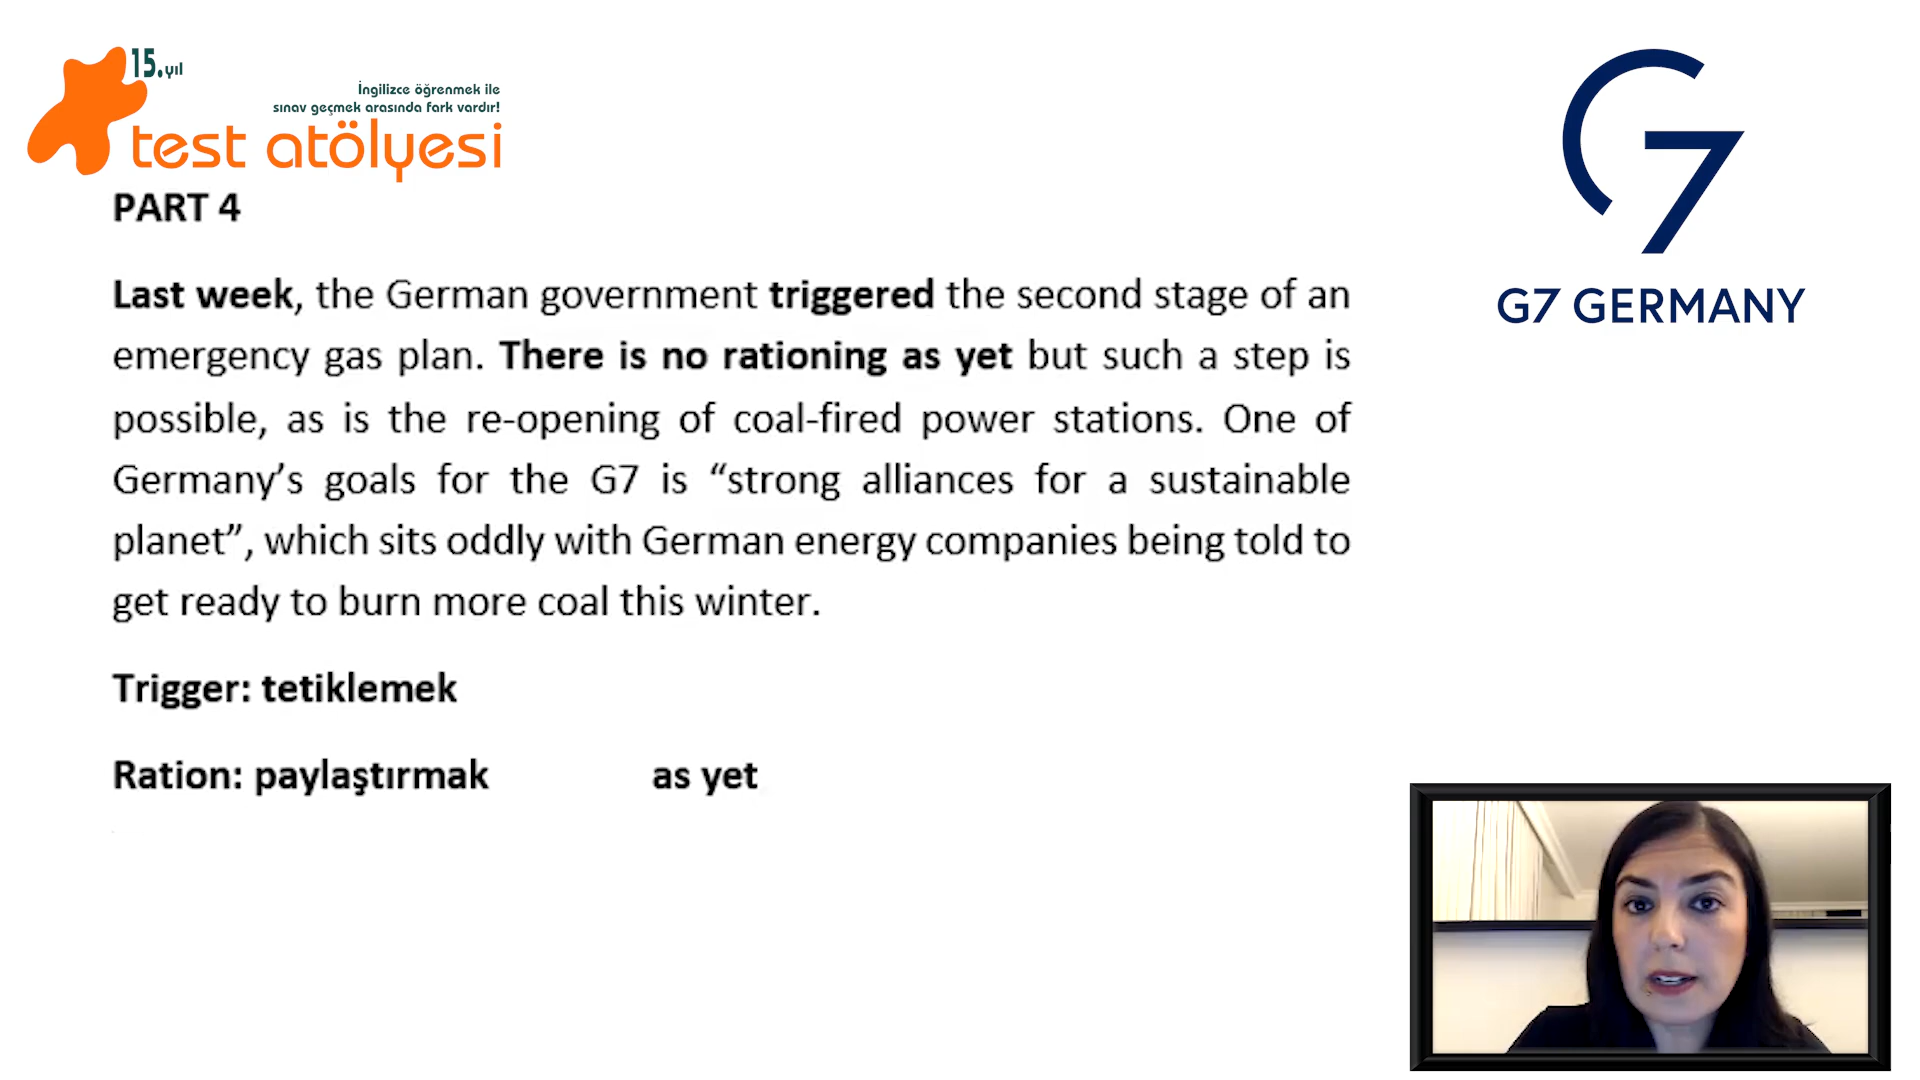 15.yıl
İngilizce öğrenmek ile
sınav geçmek arasında fark vardır!
test atölyesi
G7
G7 GERMANY
PART 4
Last week, the German government triggered the second stage of an
emergency gas plan. There is no rationing as yet but such a step is
possible, as is the re-opening of coal-fired power stations. One of
Germany’s goals for the G7 is “strong alliances for a sustainable
planet”, which sits oddly with German energy companies being told to
get ready to burn more coal this winter.
Trigger: tetiklemek
Ration: paylaştırmak as yet